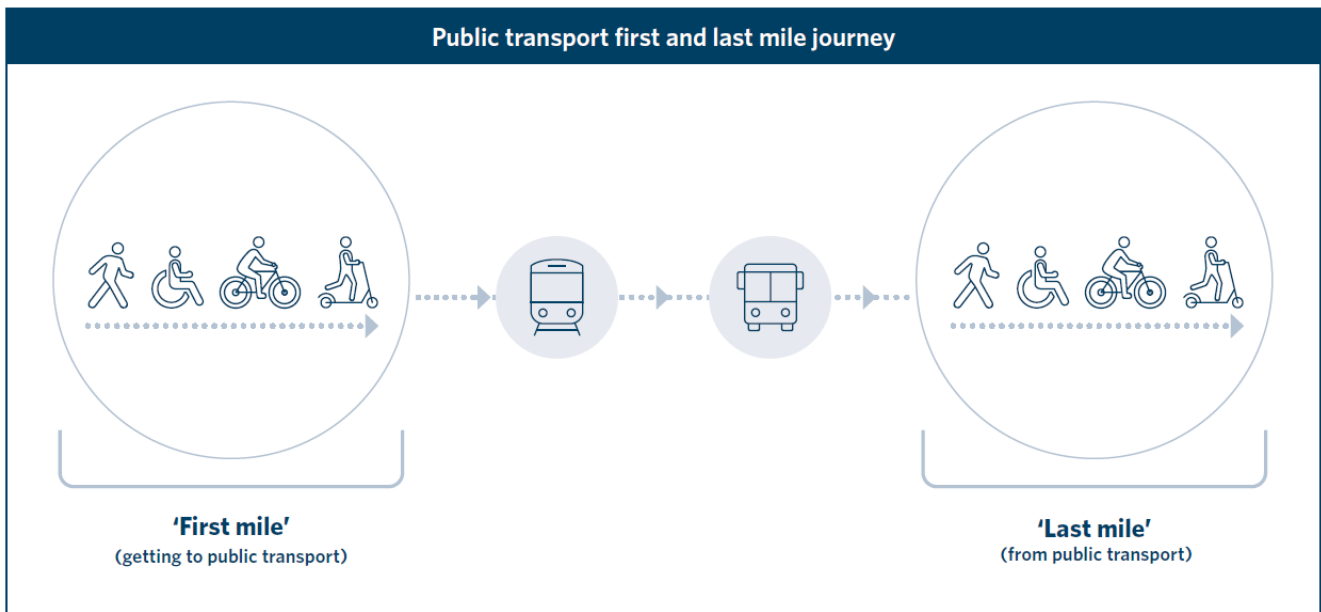 Public transport first and last mile journey
‘First mile’
(getting to public transport)
‘Last mile’
(from public transport)